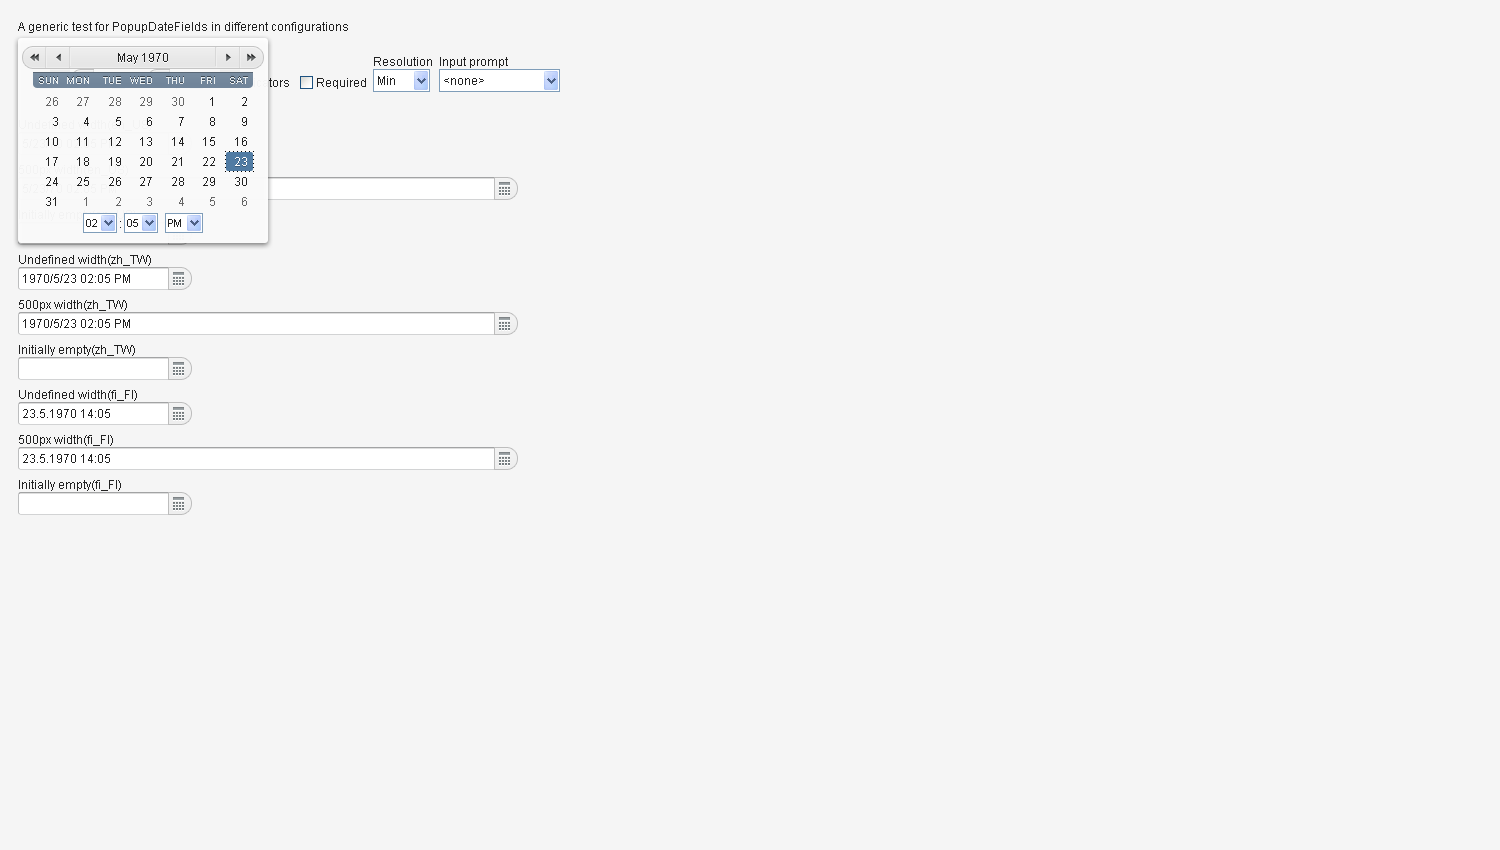 A generic test for PopupDateFields in different configurations
May 1970
Resolution Input prompt
tors Required Min <none>
SUN MON TUE WED THU FRI SAT
26 27 28 29 30 1 2
3 4 5 6 7 8 9
10 11 12 13 14 15 16
17 18 19 20 21 22 23
24 25 26 27 28 29 30
31 1 2 3 4 5 6
02 : 05 PM
Undefined width(zh_TW)
1970/5/23 02:05 PM
500px width(zh_TW)
1970/5/23 02:05 PM
Initially empty(zh_TW)
Undefined width(fi_FI)
23.5.1970 14:05
500px width(fi_FI)
23.5.1970 14:05
Initially empty(fi_FI)